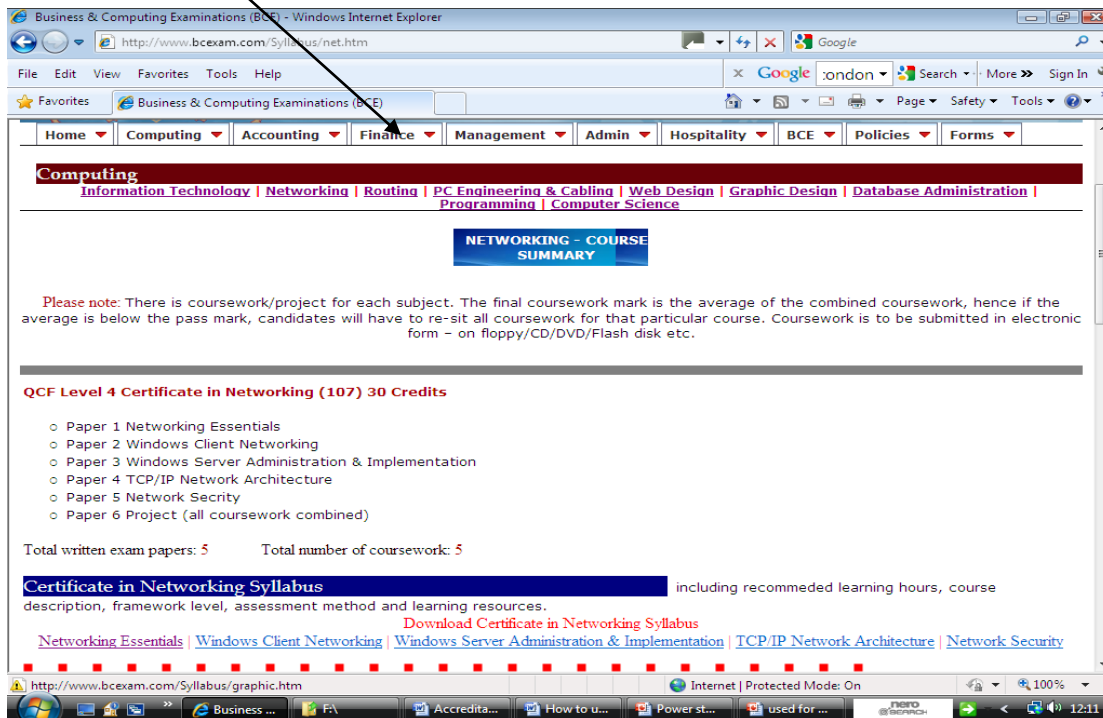 Business & Computing Examinations (BCE) - Windows Internet Explorer
http://www.bcexam.com/Syllabus/net.htm
Google
File Edit View Favorites Tools Help
Google :ondon Search More » Sign In
Favorites Business & Computing Examinations (BCE) Page Safety Tools
Home Computing Accounting Finance Management Admin Hospitality BCE Policies Forms
Computing
Information Technology | Networking | Routing | PC Engineering & Cabling | Web Design | Graphic Design | Database Administration |
Programming | Computer Science
NETWORKING - COURSE
SUMMARY
Please note: There is coursework/project for each subject. The final coursework mark is the average of the combined coursework, hence if the
average is below the pass mark, candidates will have to re-sit all coursework for that particular course. Coursework is to be submitted in electronic
form – on floppy/CD/DVD/Flash disk etc.
QCF Level 4 Certificate in Networking (107) 30 Credits
o Paper 1 Networking Essentials
o Paper 2 Windows Client Networking
o Paper 3 Windows Server Administration & Implementation
o Paper 4 TCP/IP Network Architecture
o Paper 5 Network Secrity
o Paper 6 Project (all coursework combined)
Total written exam papers: 5 Total number of coursework: 5
Certificate in Networking Syllabus including recommeded learning hours, course
description, framework level, assessment method and learning resources.
Download Certificate in Networking Syllabus
Networking Essentials | Windows Client Networking | Windows Server Administration & Implementation | TCP/IP Network Architecture | Network Security
http://www.bcexam.com/Syllabus/graphic.htm Internet | Protected Mode: On 100%
» Business ... F:\ Accredita... How to u... Power st... used for ... nero SEARCH < 12:11